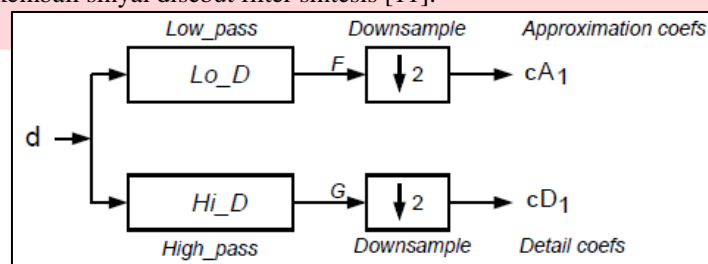 sinyal disebut filter sintesis [11].
Low_pass Downsample Approximation coefs
Lo_D F ↓ 2 cA1
d
Hi_D G ↓ 2 cD1
High_pass Downsample Detail coefs